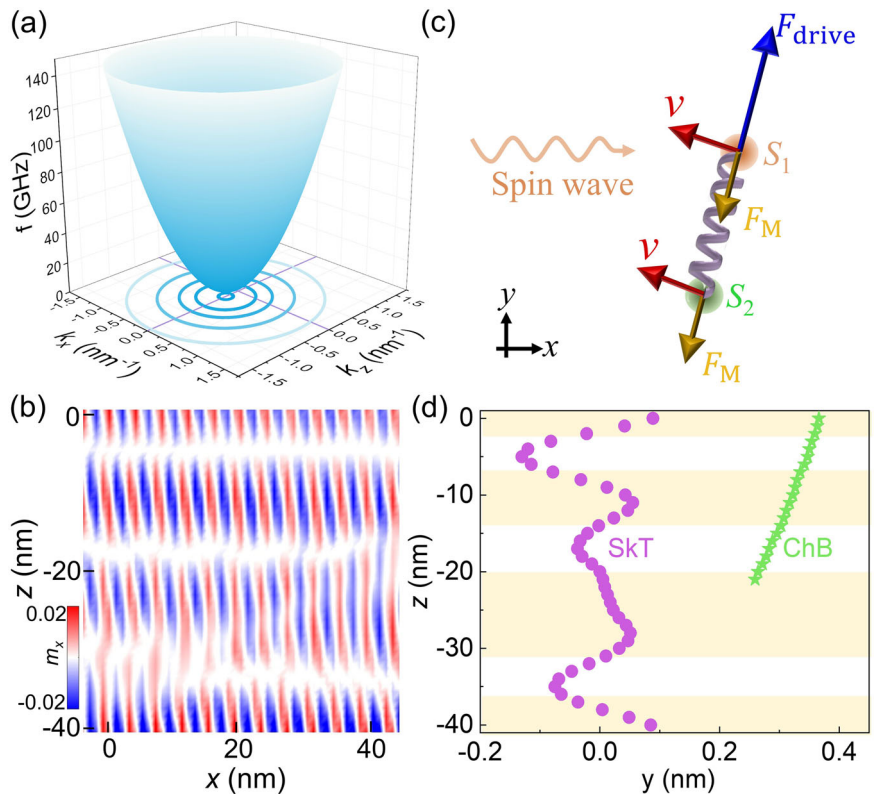 (a)
f (GHz)
140
120
100
80
60
40
20
0
-1.5
-1.0
-0.5
0.0
0.5
1.0
1.5
kₓ (nm⁻¹)
1.5
1.0
0.5
0.0
-0.5
-1.0
-1.5
k_z (nm⁻¹)
(c)
F_drive
v
S₁
Spin wave
F_M
v
S₂
F_M
y
x
(b)
0
-20
-40
z (nm)
0.02
mₓ
-0.02
0
20
40
x (nm)
(d)
0
-10
-20
-30
-40
z (nm)
SkT
ChB
-0.2
0.0
0.2
0.4
y (nm)